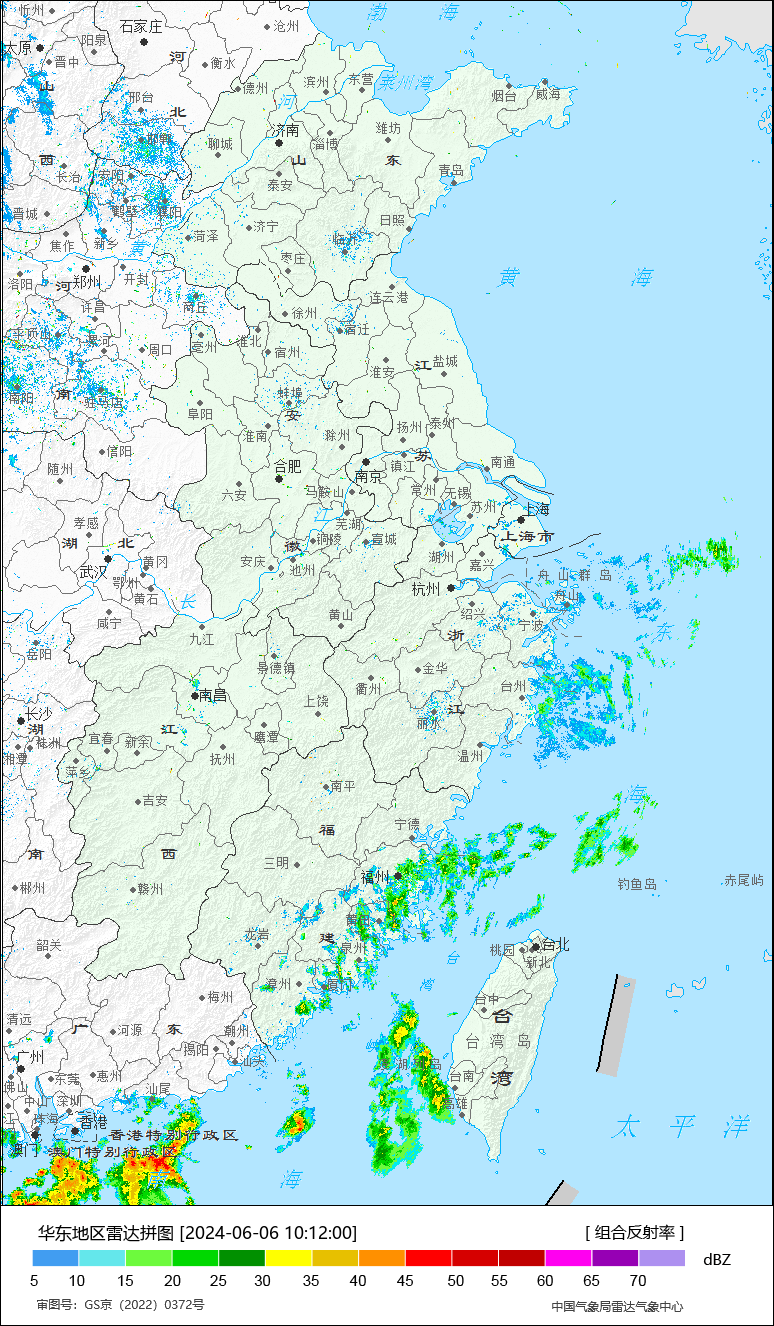 渤 海
忻州
沧州
石家庄
阳泉
太原
晋中
河
衡水
德州
滨州
东营
莱州湾
烟台
威海
山
邢台
北
河
聊城
济南
淄博
潍坊
西
山
东
长治
安阳
泰安
青岛
晋城
鹤壁
濮阳
焦作
新乡
黄
菏泽
济宁
临沂
日照
洛阳
河
郑州
开封
枣庄
黄 海
许昌
商丘
徐州
连云港
平顶山
漯河
周口
亳州
淮北
宿州
宿迁
淮安
江
盐城
南阳
南
驻马店
阜阳
蚌埠
安
扬州
泰州
信阳
淮南
滁州
苏
随州
合肥
南京
镇江
南通
六安
马鞍山
常州
无锡
苏州
孝感
江
芜湖
上海
湖 北
徽
铜陵
宣城
上海市
武汉
黄冈
安庆
池州
湖州
嘉兴
鄂州
黄石
长
杭州
舟山群岛
舟山
咸宁
九江
黄山
绍兴
宁波
东
岳阳
浙
景德镇
衢州
金华
台州
南昌
上饶
长沙
湖
江
鹰潭
丽水
江
湘潭
株洲
宜春
新余
抚州
温州
萍乡
吉安
南平
海
南
西
福
宁德
三明
郴州
赣州
福州
钓鱼岛
赤尾屿
莆田
韶关
龙岩
建
泉州
台北
桃园
新北
台
漳州
厦门
湾
梅州
台中
清远
广
河源
东
潮州
台
揭阳
台湾岛
广州
汕头
澎湖列岛
佛山
东莞
惠州
汕尾
台南
湾
中山
深圳
高雄
江门
珠海
香港
香港特别行政区
太 平 洋
澳门
澳门特别行政区
南 海
华东地区雷达拼图 [2024-06-06 10:12:00]
[ 组合反射率 ]
dBZ
5 10 15 20 25 30 35 40 45 50 55 60 65 70
审图号：GS京（2022）0372号
中国气象局雷达气象中心